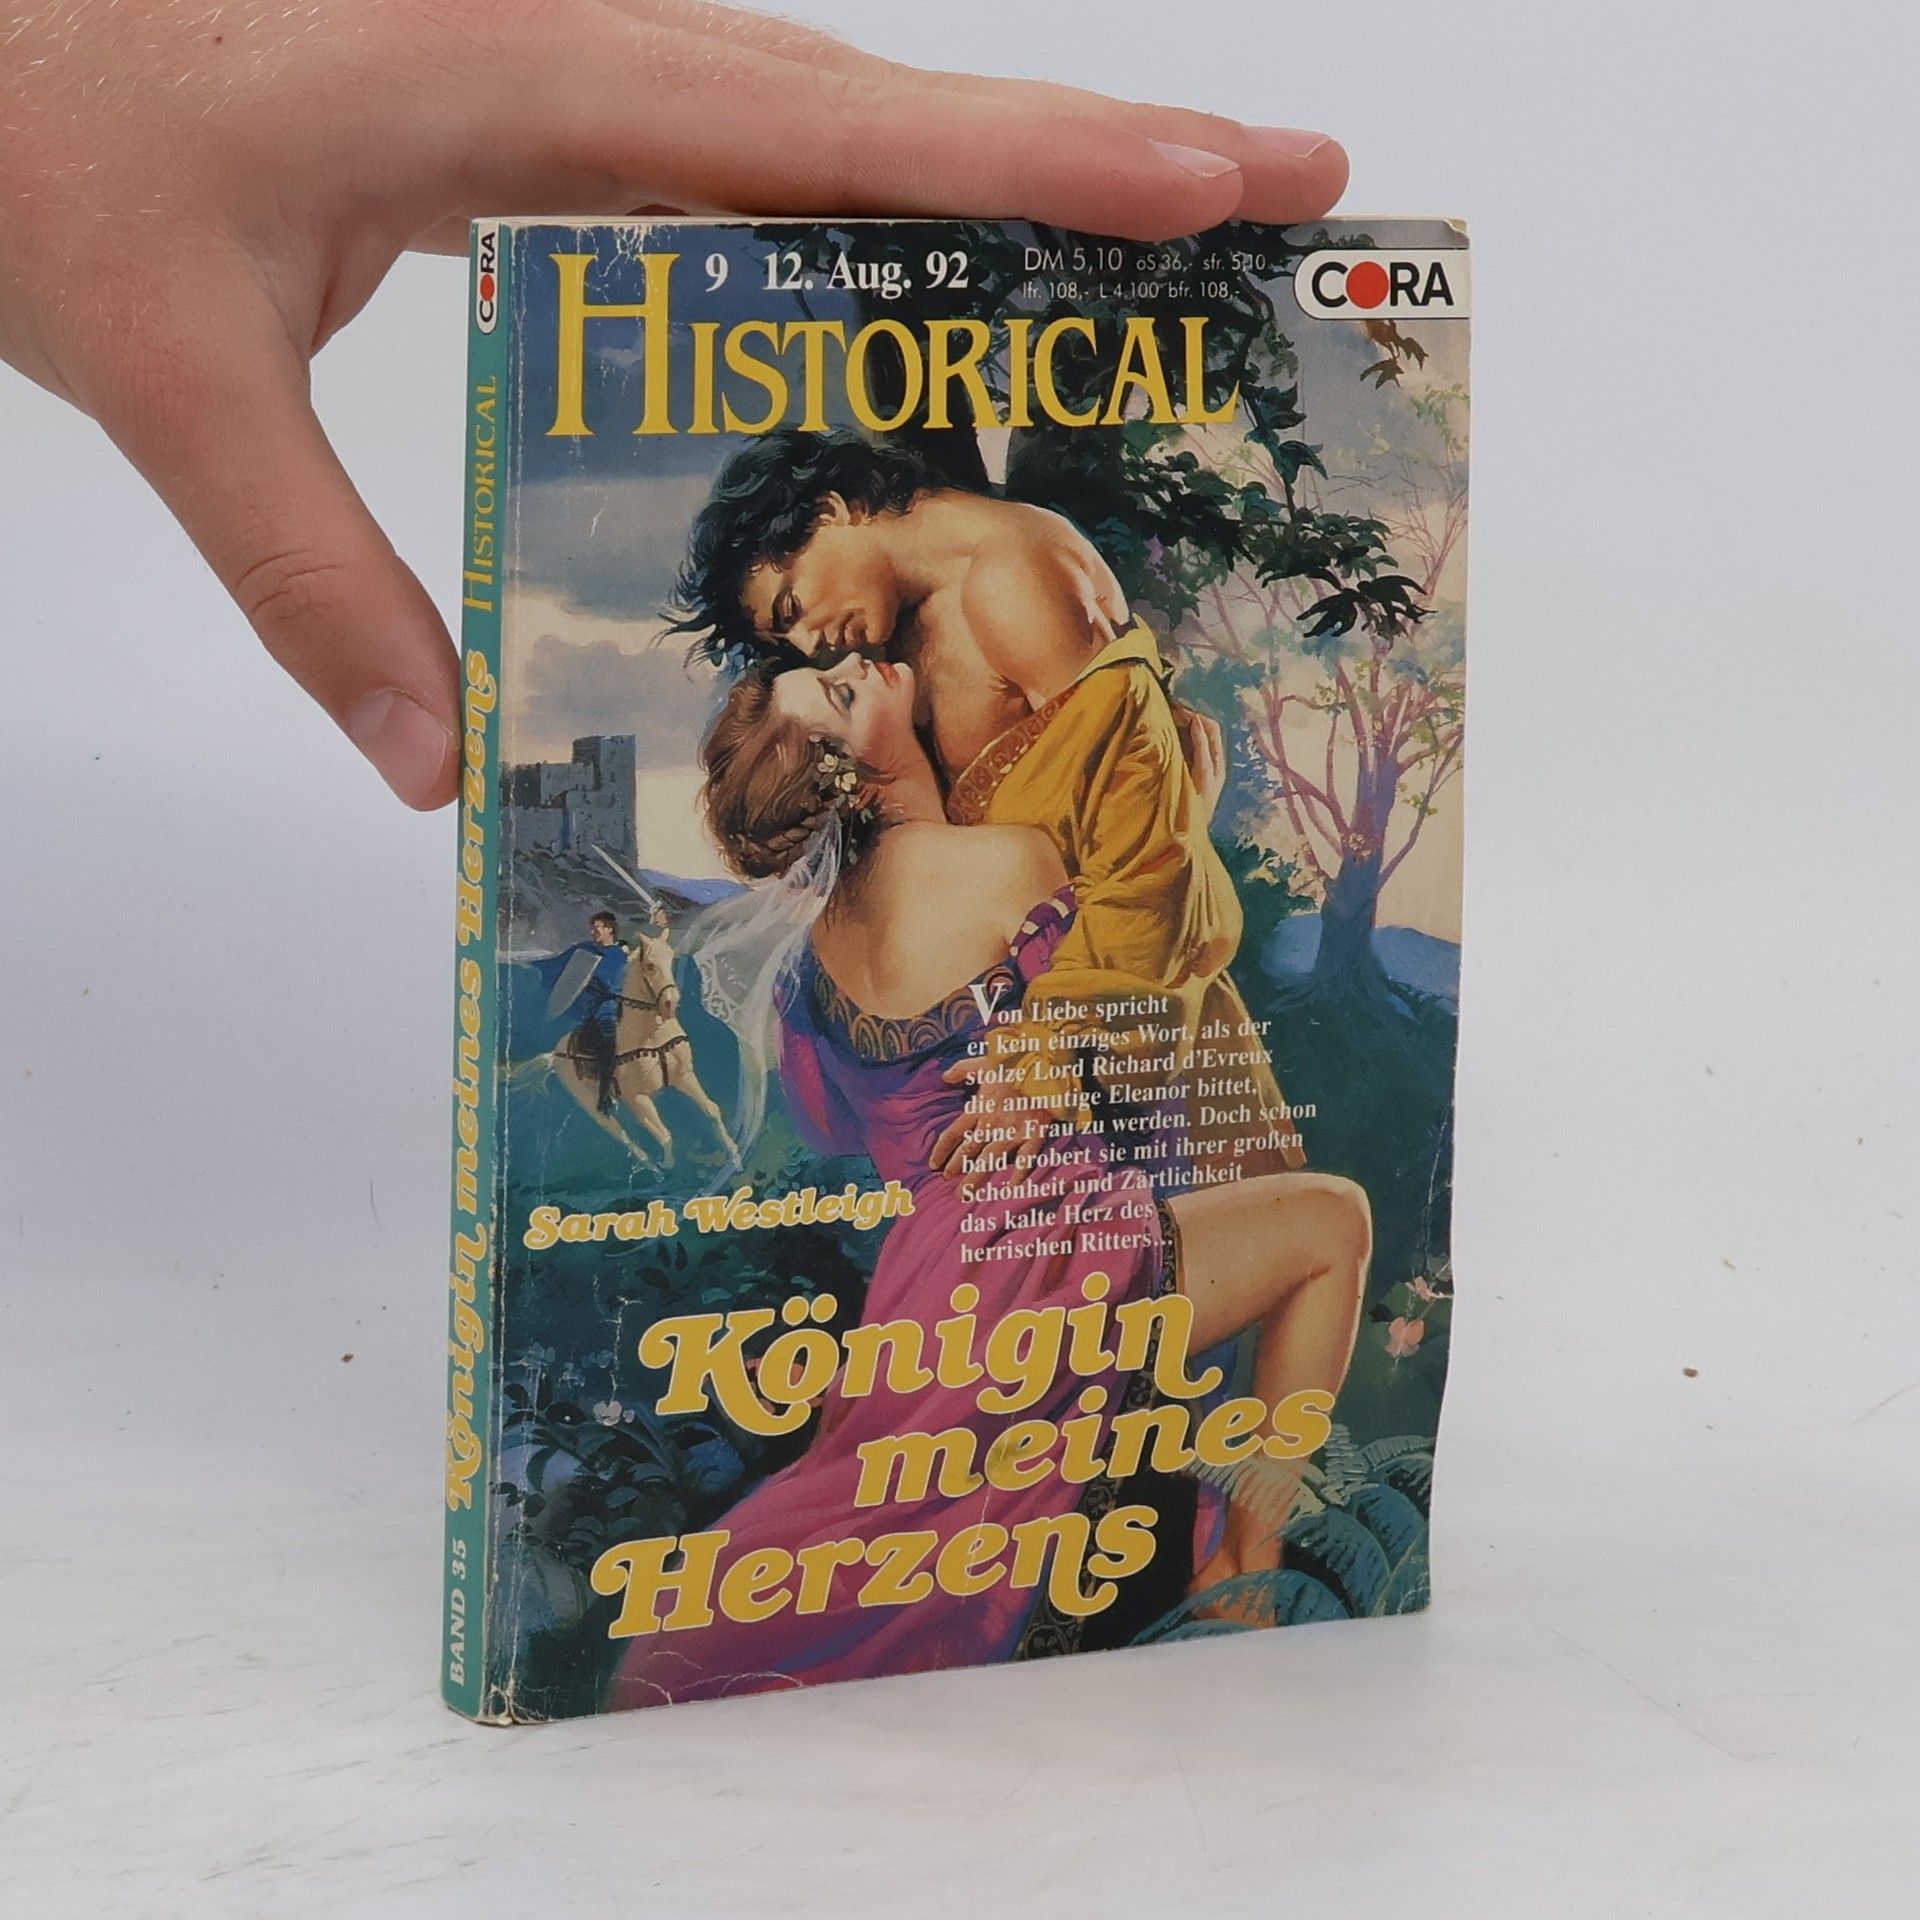 9 12. Aug. 92
DM 5,10 öS 36,- sfr. 5,10
lfr. 108,- L 4.100 bfr. 108,-
CORA
HISTORICAL
Von Liebe spricht
er kein einziges Wort, als der
stolze Lord Richard d'Evreux
die anmutige Eleanor bittet,
seine Frau zu werden. Doch schon
bald erobert sie mit ihrer großen
Schönheit und Zärtlichkeit
das kalte Herz des
herrischen Ritters...
Sarah Westleigh
Königin
meines
Herzens
CORA
HISTORICAL
Königin meines Herzens
BAND 35